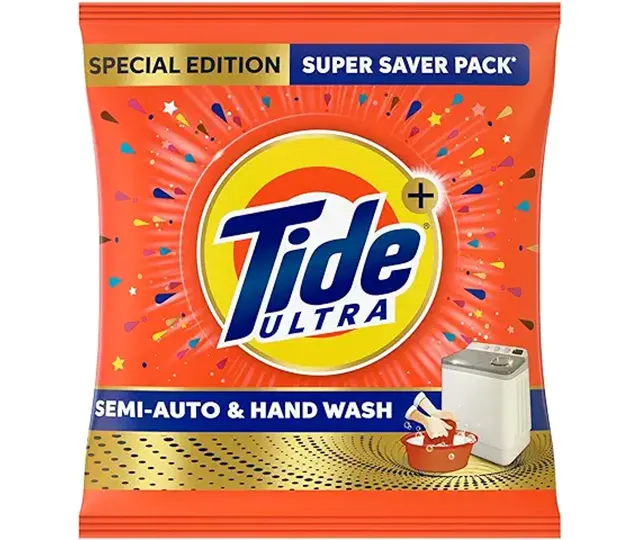 SPECIAL EDITION SUPER SAVER PACK*
+
Tide®
ULTRA
SEMI-AUTO & HAND WASH